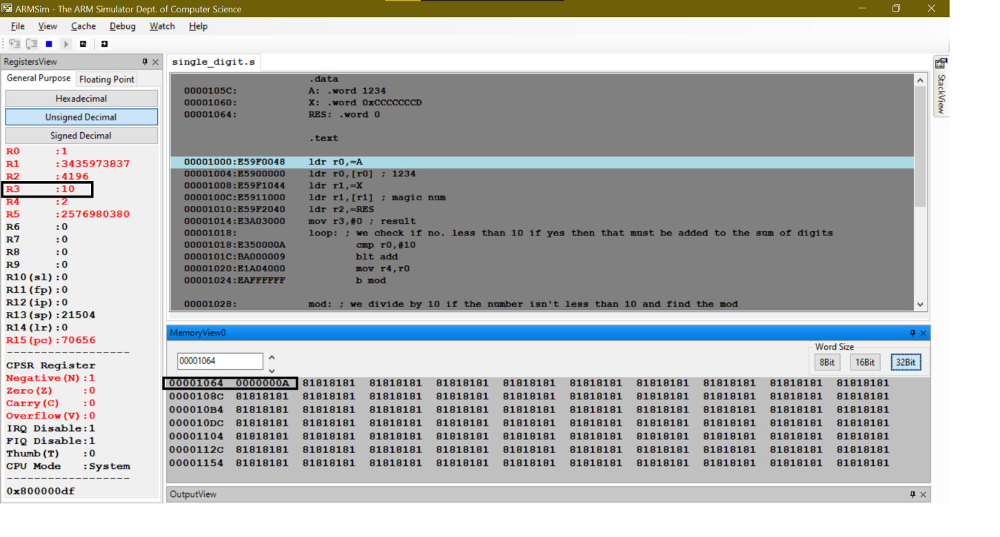 ARMSim - The ARM Simulator Dept. of Computer Science
File View Cache Debug Watch Help
RegistersView
General Purpose Floating Point
Hexadecimal
Unsigned Decimal
Signed Decimal
R0 :1
R1 :3435973837
R2 :4196
R3 :10
R4 :2
R5 :2576980380
R6 :0
R7 :0
R8 :0
R9 :0
R10(sl):0
R11(fp):0
R12(ip):0
R13(sp):21504
R14(lr):0
R15(pc):70656
------------------
CPSR Register
Negative(N):1
Zero(Z) :0
Carry(C) :0
Overflow(V):0
IRQ Disable:1
FIQ Disable:1
Thumb(T) :0
CPU Mode :System
------------------
0x800000df
single_digit.s
.data
0000105C: A: .word 1234
00001060: X: .word 0xCCCCCCCD
00001064: RES: .word 0
.text
00001000:E59F0048 ldr r0,=A
00001004:E5900000 ldr r0,[r0] ; 1234
00001008:E59F1044 ldr r1,=X
0000100C:E5911000 ldr r1,[r1] ; magic num
00001010:E59F2040 ldr r2,=RES
00001014:E3A03000 mov r3,#0 ; result
00001018: loop: ; we check if no. less than 10 if yes then that must be added to the sum of digits
00001018:E350000A cmp r0,#10
0000101C:BA000009 blt add
00001020:E1A04000 mov r4,r0
00001024:EAFFFFFF b mod
00001028: mod: ; we divide by 10 if the number isn't less than 10 and find the mod
StackView
MemoryView0
Word Size
00001064
8Bit 16Bit 32Bit
00001064 0000000A 81818181 81818181 81818181 81818181 81818181 81818181 81818181 81818181 81818181
0000108C 81818181 81818181 81818181 81818181 81818181 81818181 81818181 81818181 81818181 81818181
000010B4 81818181 81818181 81818181 81818181 81818181 81818181 81818181 81818181 81818181 81818181
000010DC 81818181 81818181 81818181 81818181 81818181 81818181 81818181 81818181 81818181 81818181
00001104 81818181 81818181 81818181 81818181 81818181 81818181 81818181 81818181 81818181 81818181
0000112C 81818181 81818181 81818181 81818181 81818181 81818181 81818181 81818181 81818181 81818181
00001154 81818181 81818181 81818181 81818181 81818181 81818181 81818181 81818181 81818181 81818181
OutputView